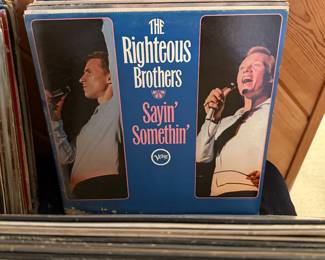 THE
Righteous
Brothers
Sayin'
Somethin'
Verve